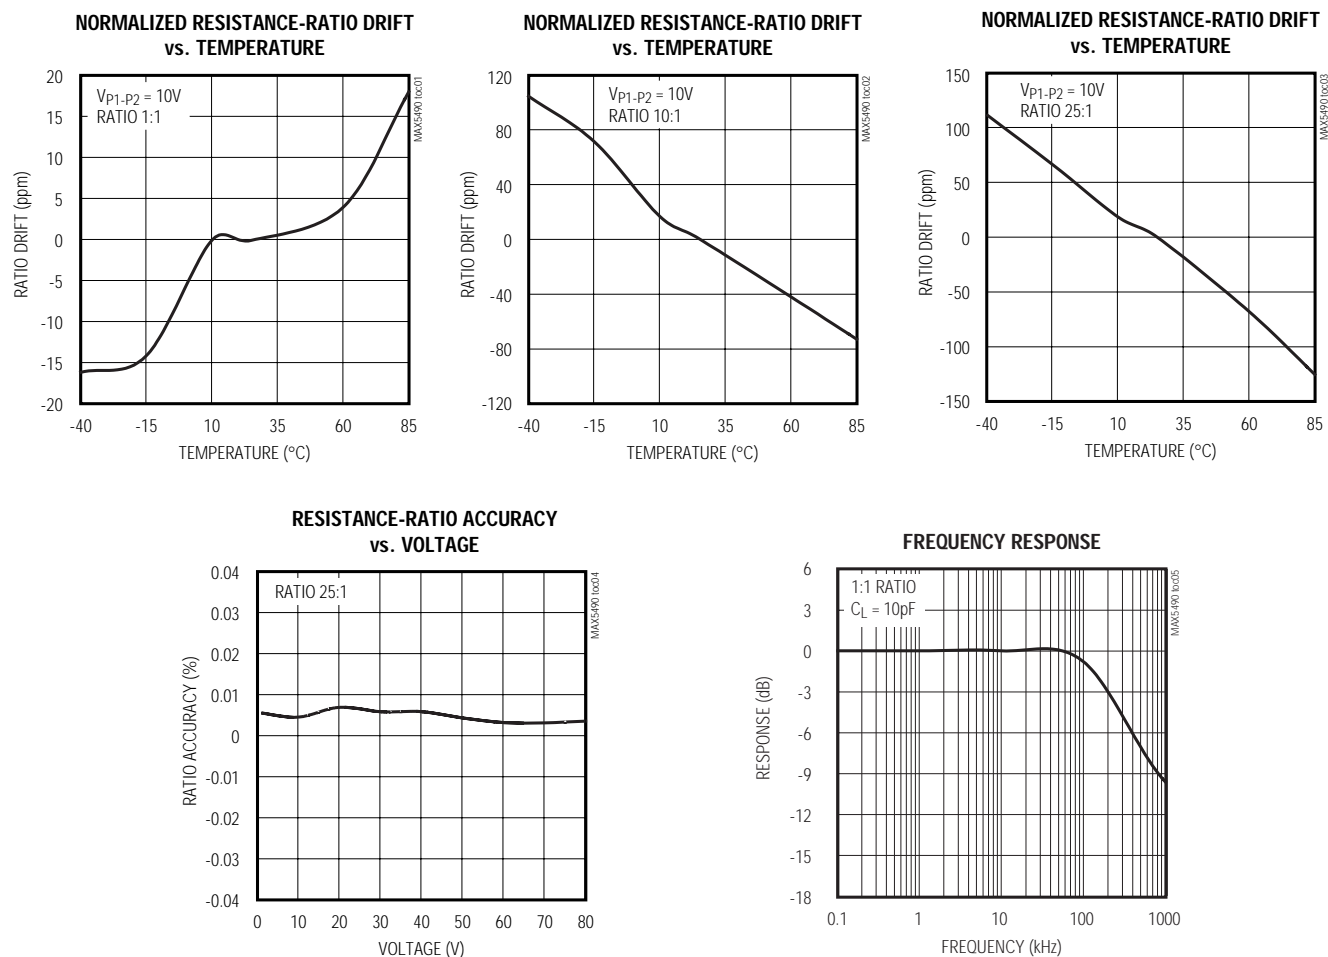 NORMALIZED RESISTANCE-RATIO DRIFT
vs. TEMPERATURE
20
15
10
5
0
-5
-10
-15
-20
RATIO DRIFT (ppm)
VP1-P2 = 10V
RATIO 1:1
MAX5490 toc01
-40 -15 10 35 60 85
TEMPERATURE (°C)
NORMALIZED RESISTANCE-RATIO DRIFT
vs. TEMPERATURE
120
80
40
0
-40
-80
-120
RATIO DRIFT (ppm)
VP1-P2 = 10V
RATIO 10:1
MAX5490 toc02
-40 -15 10 35 60 85
TEMPERATURE (°C)
NORMALIZED RESISTANCE-RATIO DRIFT
vs. TEMPERATURE
150
100
50
0
-50
-100
-150
RATIO DRIFT (ppm)
VP1-P2 = 10V
RATIO 25:1
MAX5490 toc03
-40 -15 10 35 60 85
TEMPERATURE (°C)
RESISTANCE-RATIO ACCURACY
vs. VOLTAGE
0.04
0.03
0.02
0.01
0
-0.01
-0.02
-0.03
-0.04
RATIO ACCURACY (%)
RATIO 25:1
MAX5490 toc04
0 10 20 30 40 50 60 70 80
VOLTAGE (V)
FREQUENCY RESPONSE
6
3
0
-3
-6
-9
-12
-15
-18
RESPONSE (dB)
1:1 RATIO
CL = 10pF
MAX5490 toc05
0.1 1 10 100 1000
FREQUENCY (kHz)